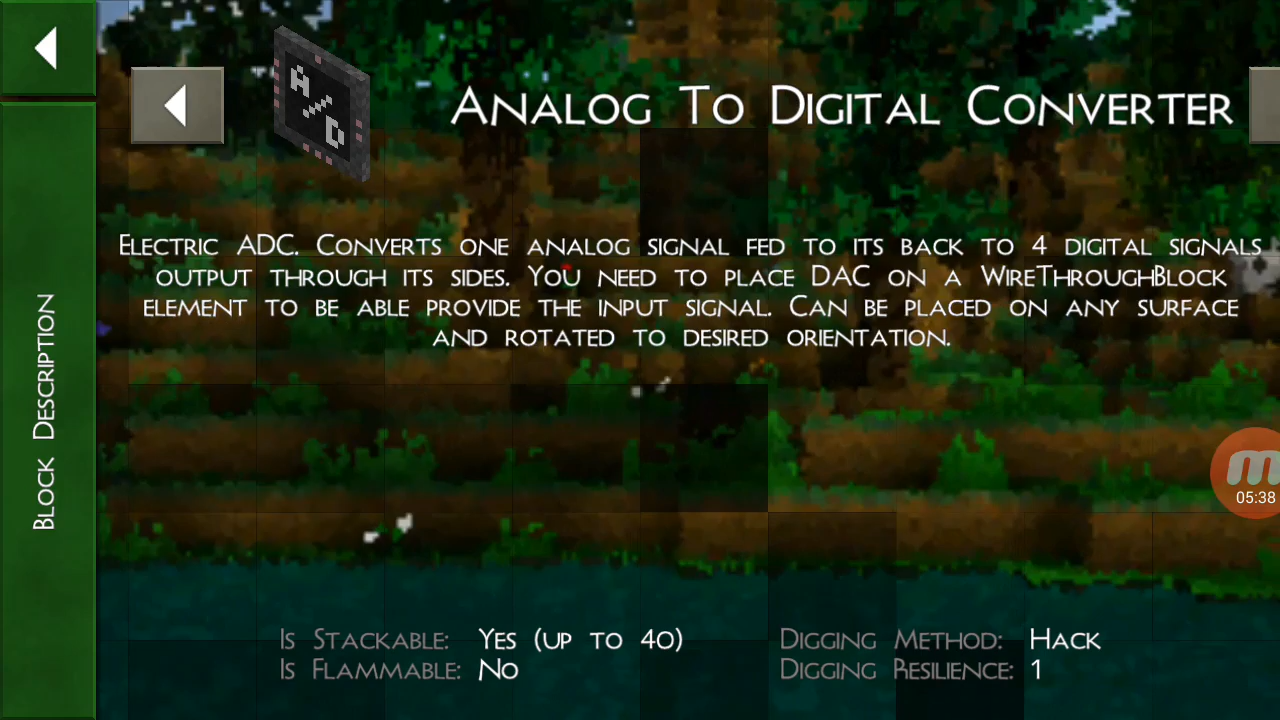 Analog To Digital Converter
A/D
Electric ADC. Converts one analog signal fed to its back to 4 digital signals
output through its sides. You need to place DAC on a WireThroughBlock
element to be able provide the input signal. Can be placed on any surface
and rotated to desired orientation.
Block Description
05:38
Is Stackable: Yes (up to 40) Digging Method: Hack
Is Flammable: No Digging Resilience: 1